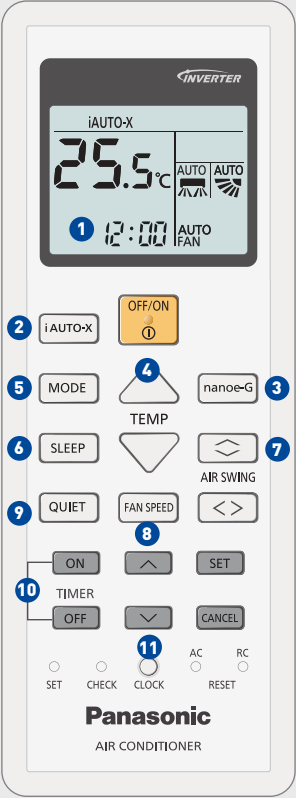 INVERTER
iAUTO-X
25.5°C
AUTO AUTO
1 12:00 AUTO
FAN
2 iAUTO-X OFF/ON
4
5 MODE nanoe-G 3
TEMP
6 SLEEP 7
AIR SWING
9 QUIET FAN SPEED < >
8
ON SET
10 TIMER
OFF CANCEL
11 AC RC
SET CHECK CLOCK RESET
Panasonic
AIR CONDITIONER